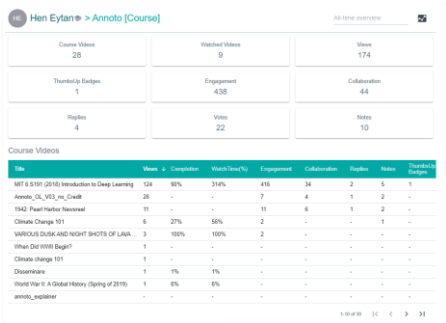 HE Hen Eytan > Annoto [Course] All-time overview
Course Videos Watched Videos Views
28 9 174
ThumbsUp Badges Engagement Collaboration
1 438 44
Replies Votes Notes
4 22 10
Course Videos
Title Views ↓ Completion WatchTime(%) Engagement Collaboration Replies Notes ThumbsUp Badges
MIT 6.S191 (2018) Introduction to Deep Learning 124 90% 314% 416 34 2 5 1
Annoto_OL_V03_no_Credit 26 - - 7 4 1 2 -
1942: Pearl Harbor Newsreel 11 - - 11 6 1 2 -
Climate Change 101 6 27% 56% 2 - - 1 -
VARIOUS DUSK AND NIGHT SHOTS OF LAVA ... 3 100% 100% 2 - - - -
When Did WWII Begin? 1 - - - - - - -
Climate change 101 1 - - - - - - -
Disseminare 1 1% 1% - - - - -
World War II: A Global History (Spring of 2019) 1 6% 6% - - - - -
annoto_explainer - - - - - - - -
1-10 of 30